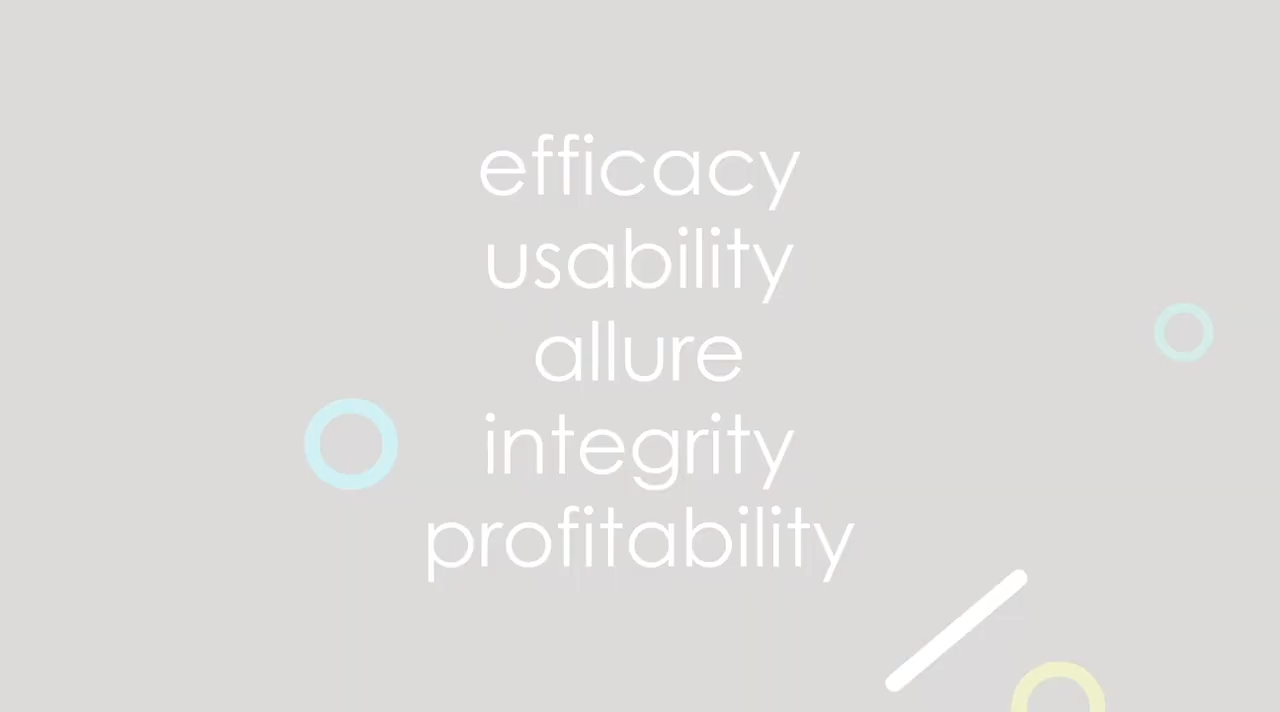 efficacy
usability
allure
integrity
profitability